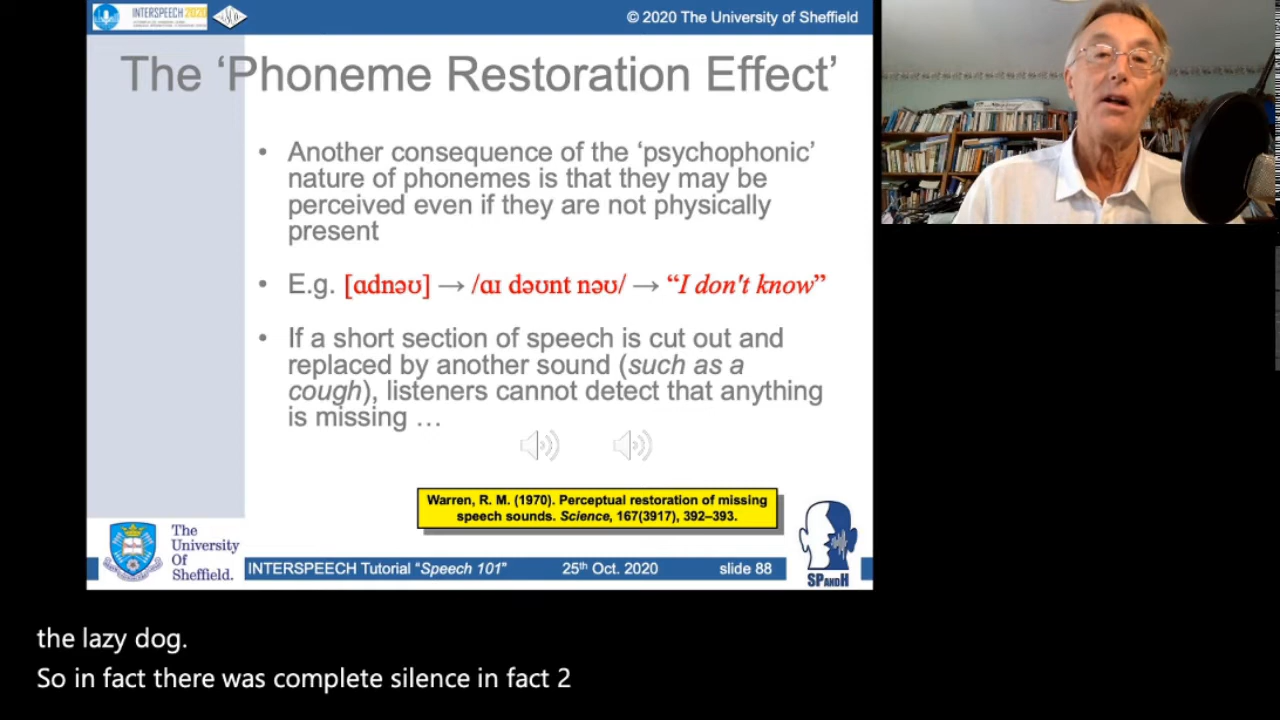 INTERSPEECH 2020
© 2020 The University of Sheffield
The ‘Phoneme Restoration Effect’
• Another consequence of the ‘psychophonic’
nature of phonemes is that they may be
perceived even if they are not physically
present
• E.g. [ɑdnəʊ] → /ɑɪ dəʊnt nəʊ/ → “I don't know”
• If a short section of speech is cut out and
replaced by another sound (such as a
cough), listeners cannot detect that anything
is missing …
Warren, R. M. (1970). Perceptual restoration of missing
speech sounds. Science, 167(3917), 392–393.
The
University
Of
Sheffield.
INTERSPEECH Tutorial “Speech 101” 25th Oct. 2020 slide 88
SPANDH
the lazy dog.
So in fact there was complete silence in fact 2